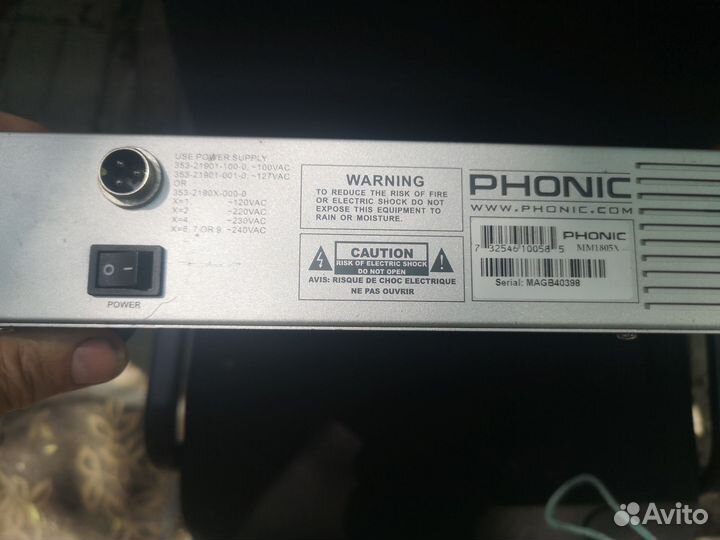 USE POWER SUPPLY
353-21901-100-0, ~100VAC
353-21901-001-0, ~127VAC
OR
353-2190X-000-0
X=1 ~120VAC
X=2 ~220VAC
X=4 ~230VAC
X=6, 7 OR 9 ~240VAC
O I
POWER
WARNING
TO REDUCE THE RISK OF FIRE
OR ELECTRIC SHOCK DO NOT
EXPOSE THIS EQUIPMENT TO
RAIN OR MOISTURE.
CAUTION
RISK OF ELECTRIC SHOCK
DO NOT OPEN
AVIS: RISQUE DE CHOC ELECTRIQUE
NE PAS OUVRIR
PHONIC
WWW.PHONIC.COM
PHONIC
7 32546 10058 5 MM1805X
Serial: MAGB40398
Avito